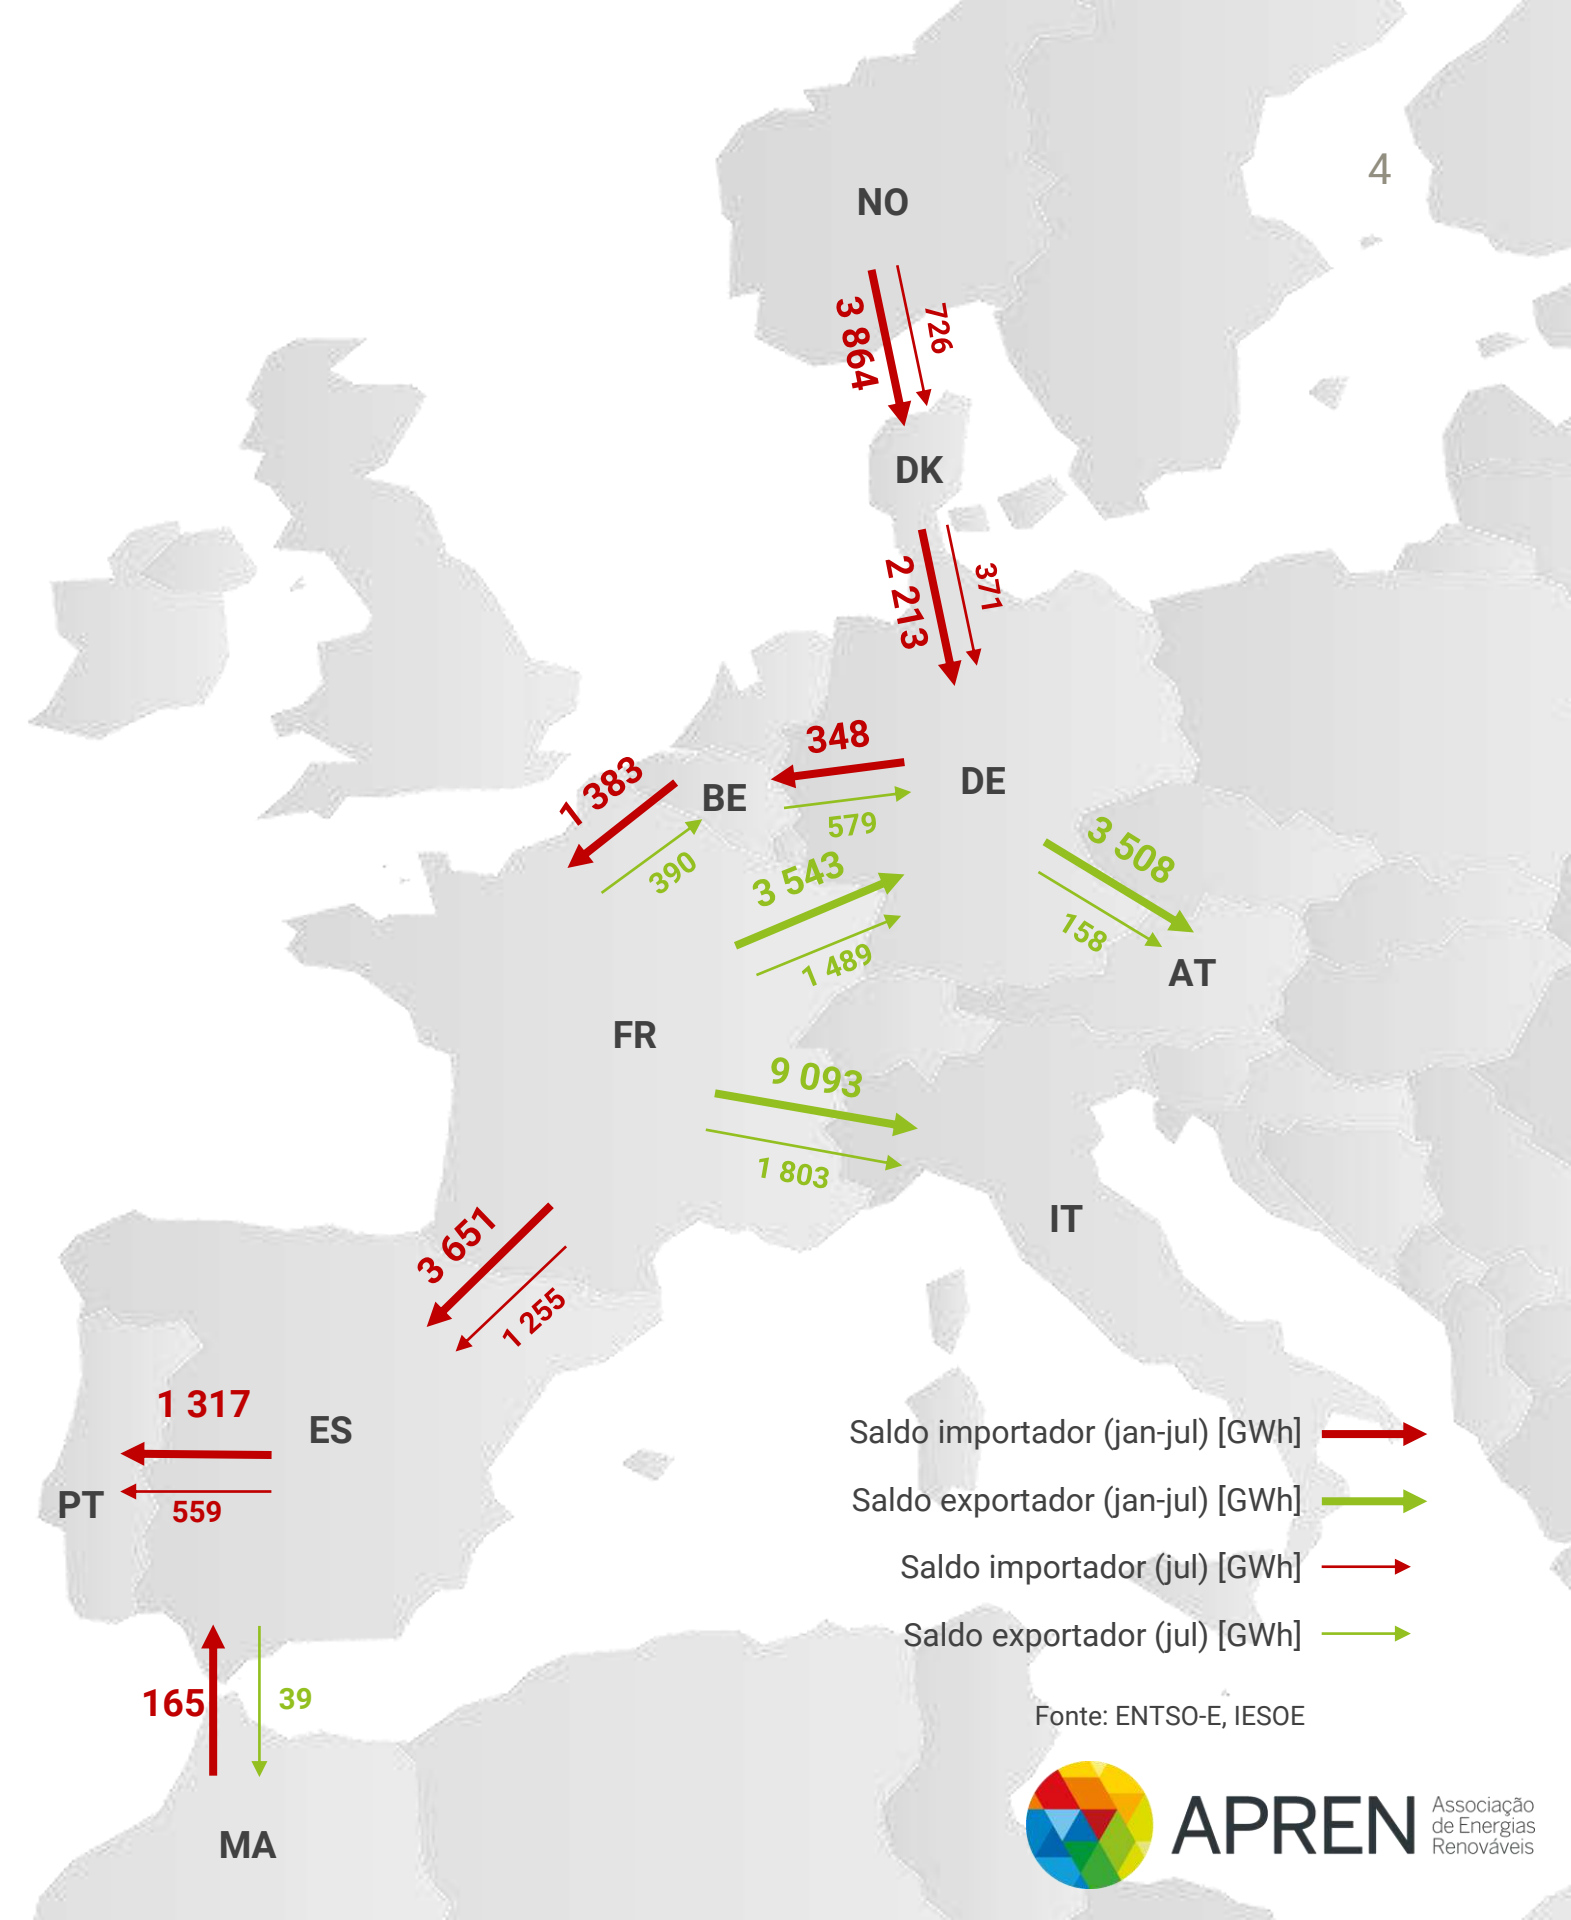 4
NO
3 864
726
DK
2 213
371
348
1 383
BE
DE
579
390
3 543
3 508
158
1 489
AT
FR
9 093
1 803
IT
3 651
1 255
1 317
ES
PT
559
Saldo importador (jan-jul) [GWh]
Saldo exportador (jan-jul) [GWh]
Saldo importador (jul) [GWh]
Saldo exportador (jul) [GWh]
165
39
MA
Fonte: ENTSO-E, IESOE
APREN
Associação
de Energias
Renováveis